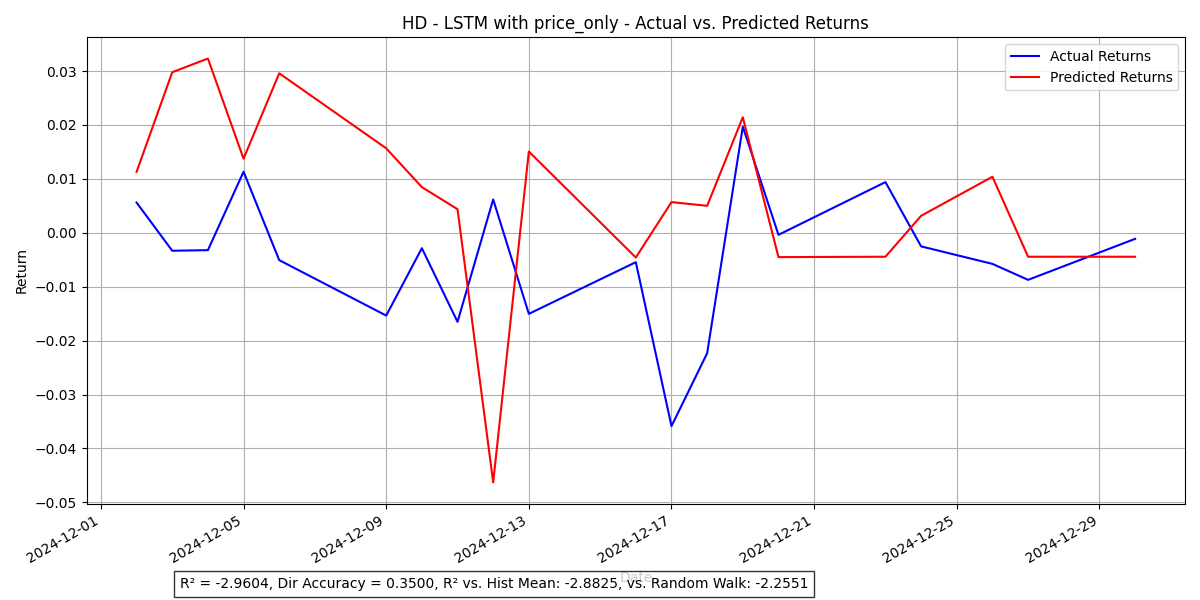 HD - LSTM with price_only - Actual vs. Predicted Returns
Actual Returns
Predicted Returns
0.03
0.02
0.01
0.00
−0.01
−0.02
−0.03
−0.04
−0.05
Return
2024-12-01
2024-12-05
2024-12-09
2024-12-13
2024-12-17
2024-12-21
2024-12-25
2024-12-29
Date
R² = -2.9604, Dir Accuracy = 0.3500, R² vs. Hist Mean: -2.8825, vs. Random Walk: -2.2551